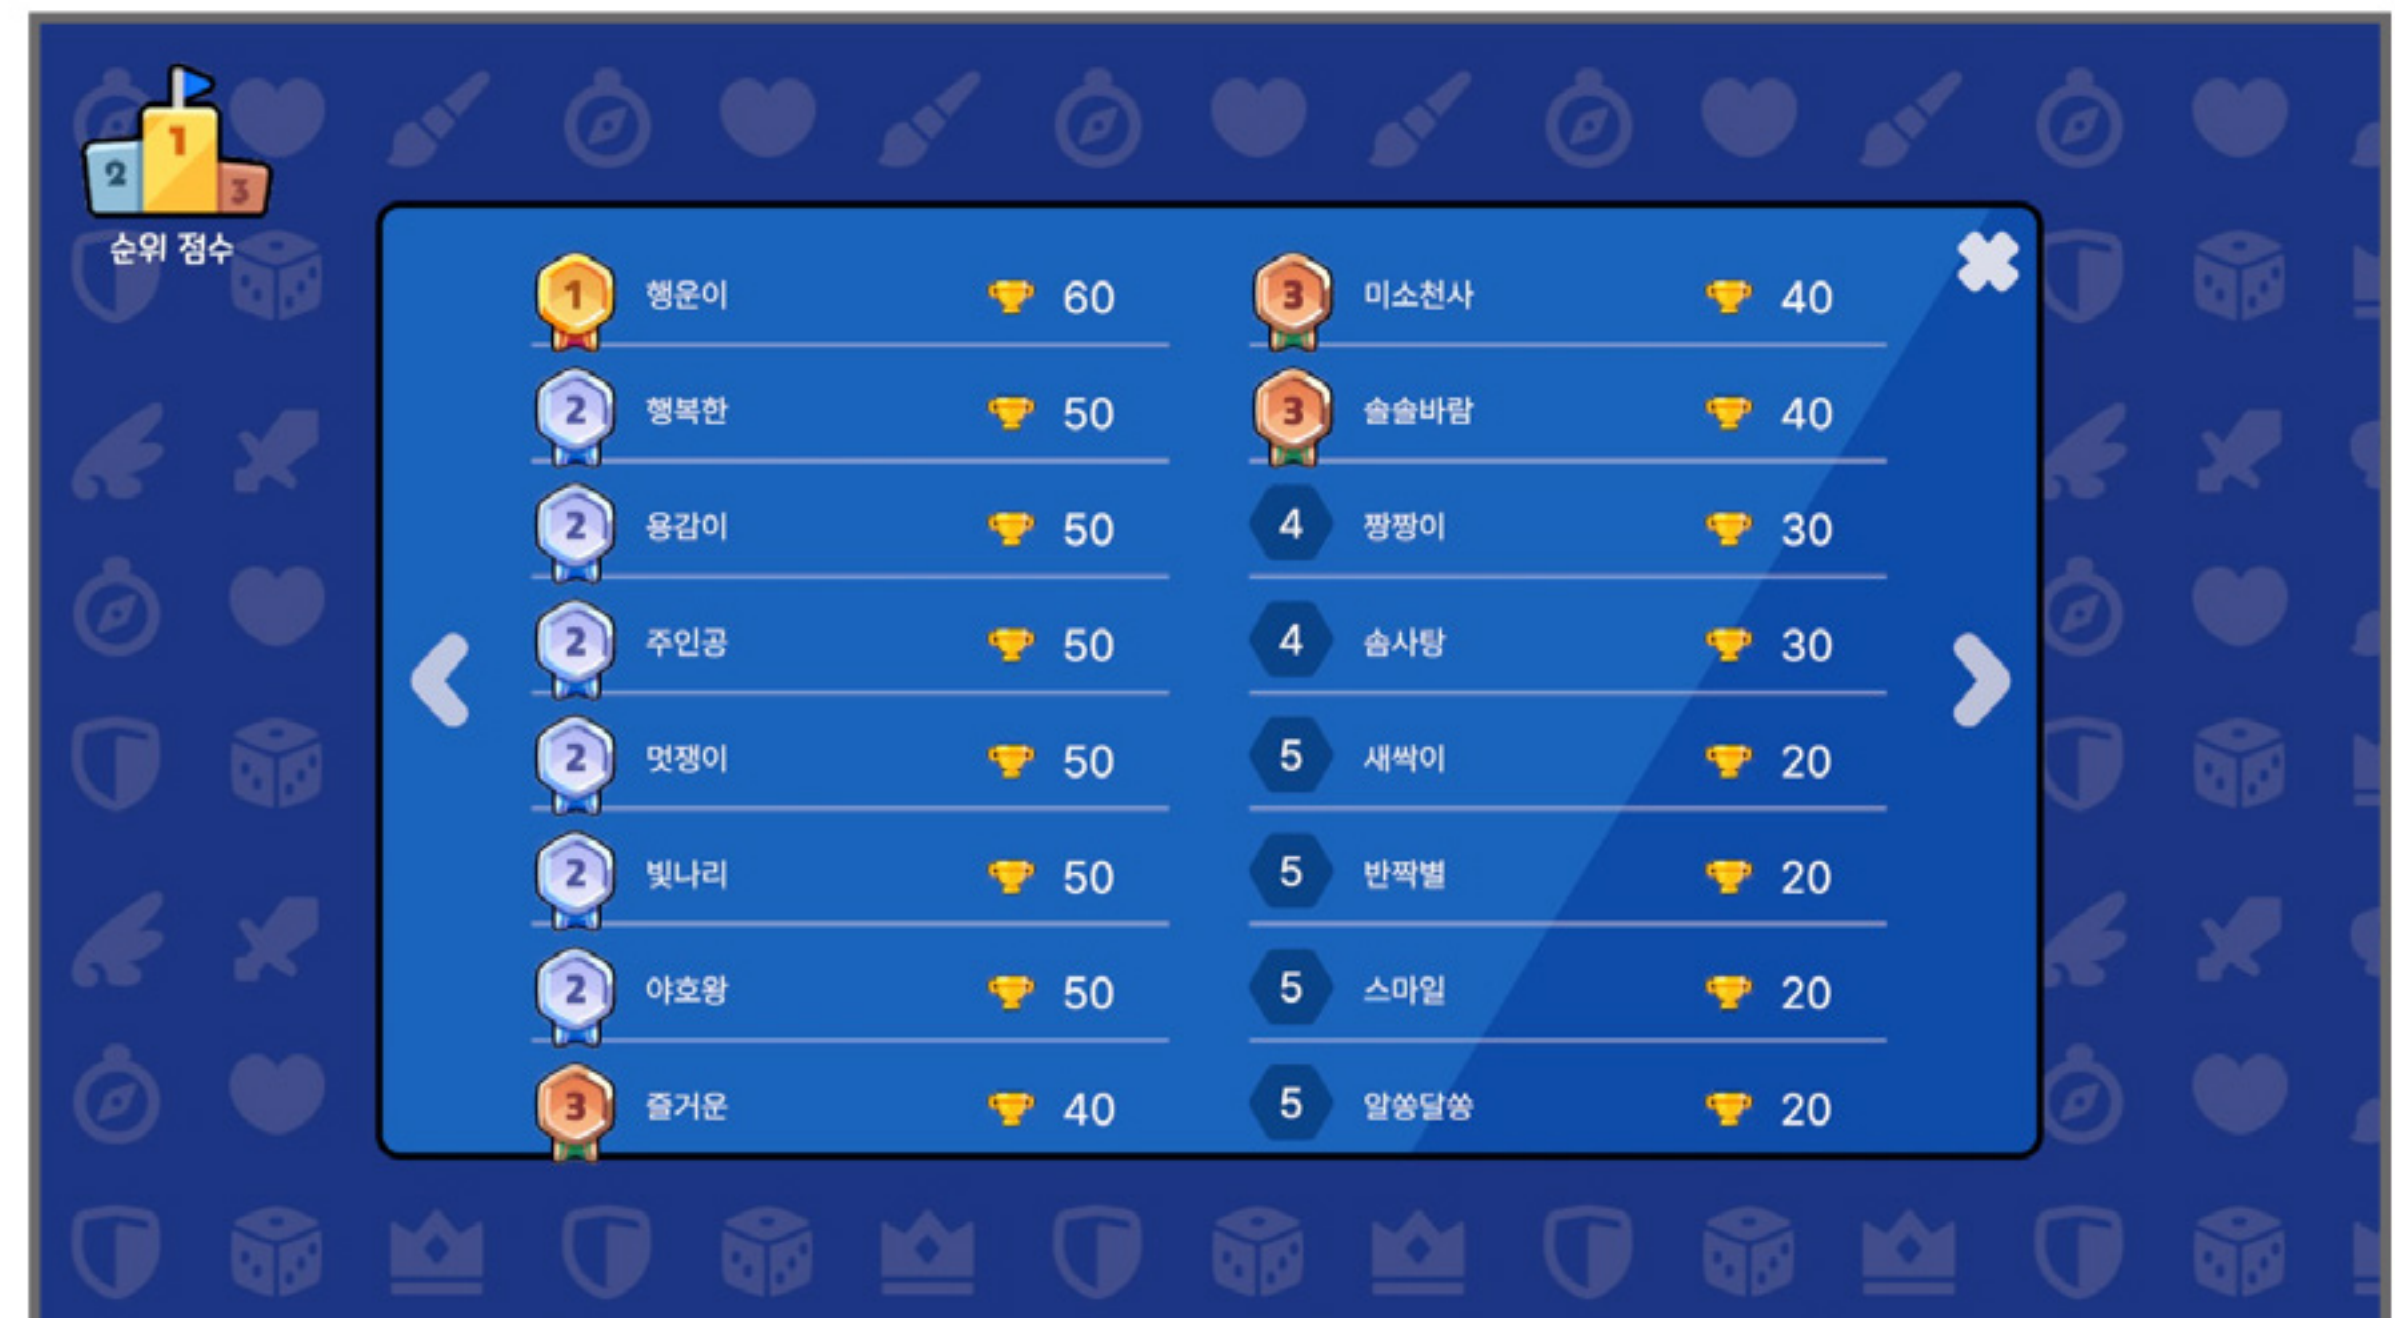 1
2
3
순위 점수
1 행운이 60
2 행복한 50
2 용감이 50
2 주인공 50
2 멋쟁이 50
2 빛나리 50
2 야호왕 50
3 즐거운 40
3 미소천사 40
3 솔솔바람 40
4 짱짱이 30
4 솜사탕 30
5 새싹이 20
5 반짝별 20
5 스마일 20
5 알쏭달쏭 20